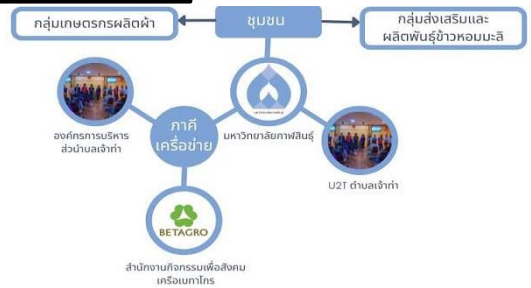 กลุ่มเกษตรกรผลิตผ้า
ชุมชน
กลุ่มส่งเสริมและ
ผลิตพันธุ์ข้าวหอมมะลิ
องค์กรการบริหาร
ส่วนำบลเจ้าท่า
ภาคี
เครือข่าย
มหาวิทยาลัยกาฬสินธุ์
U2T ตำบลเจ้าท่า
BETAGRO
สำนักงานกิจกรรมเพื่อสังคม
เครือเบทาโกร